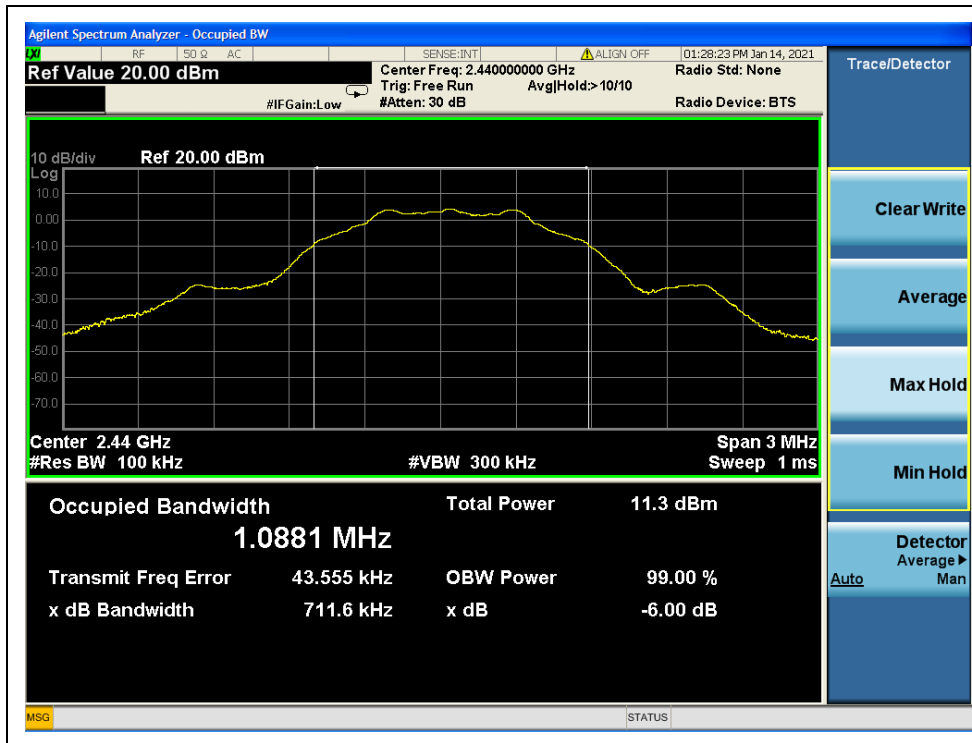 Agilent Spectrum Analyzer - Occupied BW
LXI RF 50 Ω AC SENSE:INT ALIGN OFF 01:28:23 PM Jan 14, 2021
Ref Value 20.00 dBm Center Freq: 2.440000000 GHz Radio Std: None
Trig: Free Run Avg|Hold:>10/10
#IFGain:Low #Atten: 30 dB Radio Device: BTS
10 dB/div Ref 20.00 dBm
Log
10.0
0.00
-10.0
-20.0
-30.0
-40.0
-50.0
-60.0
-70.0
Center 2.44 GHz Span 3 MHz
#Res BW 100 kHz #VBW 300 kHz Sweep 1 ms
Occupied Bandwidth Total Power 11.3 dBm
1.0881 MHz
Transmit Freq Error 43.555 kHz OBW Power 99.00 %
x dB Bandwidth 711.6 kHz x dB -6.00 dB
Trace/Detector
Clear Write
Average
Max Hold
Min Hold
Detector
Average
Auto Man
MSG STATUS